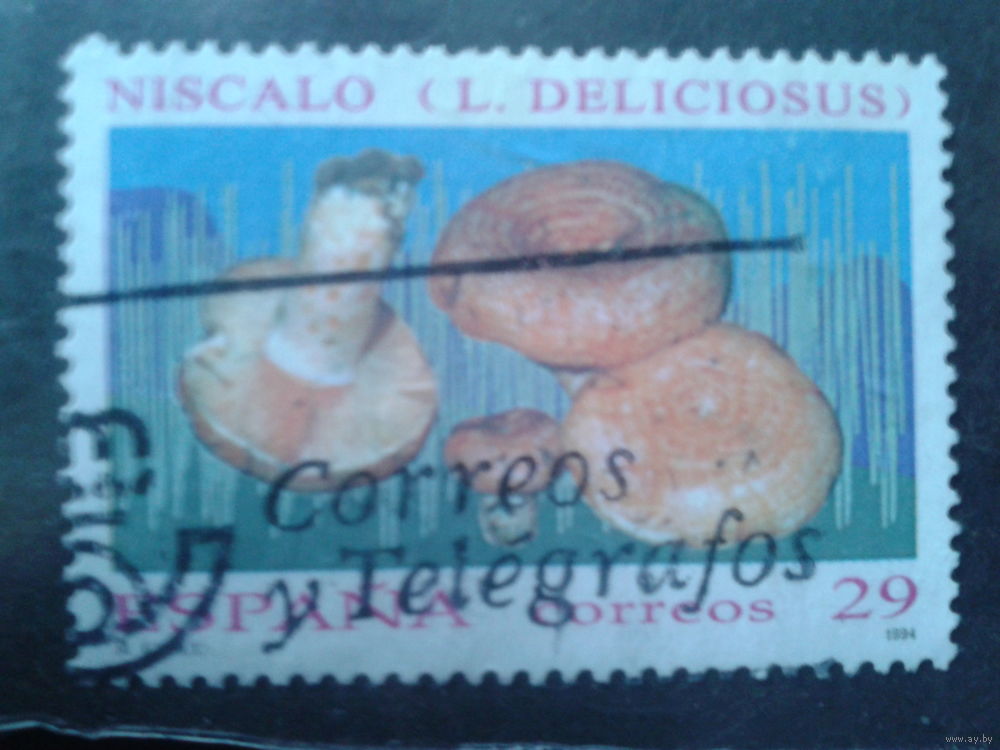 NISCALO (L. DELICIOSUS)
Correos
y Telégrafos
ESPAÑA correos 29
1994
www.ay.by